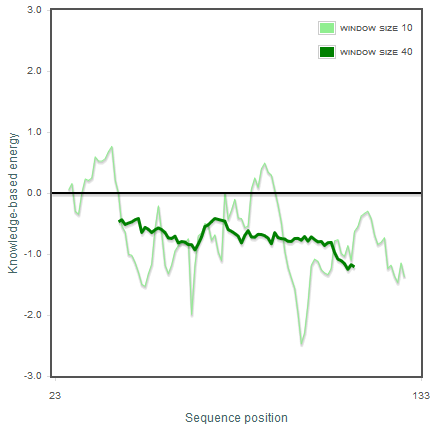 3.0
WINDOW SIZE 10
WINDOW SIZE 40
2.0
1.0
0.0
-1.0
-2.0
-3.0
Knowledge-based energy
23
133
Sequence position